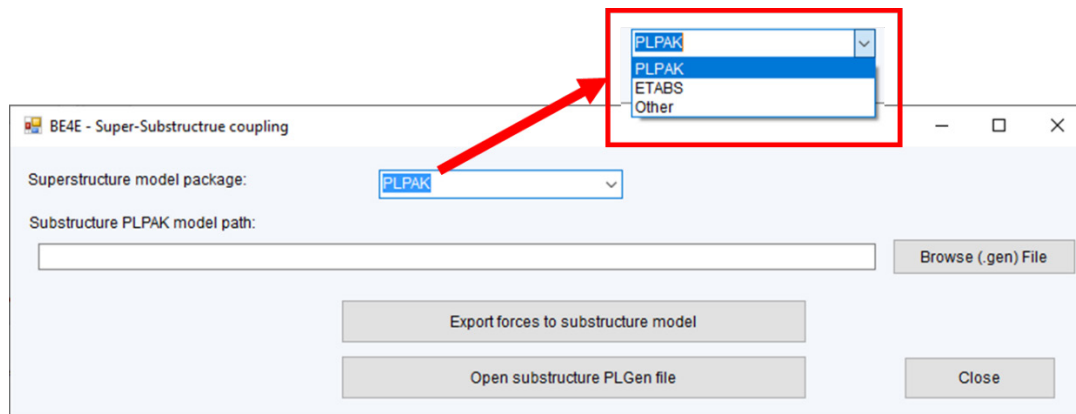 PLPAK
PLPAK
ETABS
Other
BE4E - Super-Substructrue coupling
Superstructure model package:
PLPAK
Substructure PLPAK model path:
Browse (.gen) File
Export forces to substructure model
Open substructure PLGen file
Close